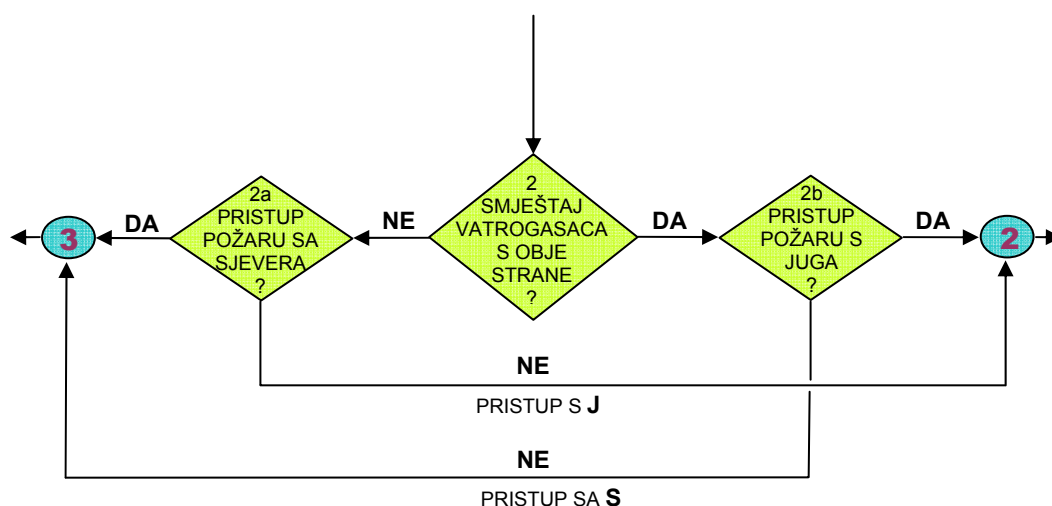 2a
PRISTUP
POŽARU SA
SJEVERA
?
2
SMJEŠTAJ
VATROGASACA
S OBJE
STRANE
?
2b
PRISTUP
POŽARU S
JUGA
?
3
DA
NE
DA
DA
2
NE
PRISTUP S J
NE
PRISTUP SA S